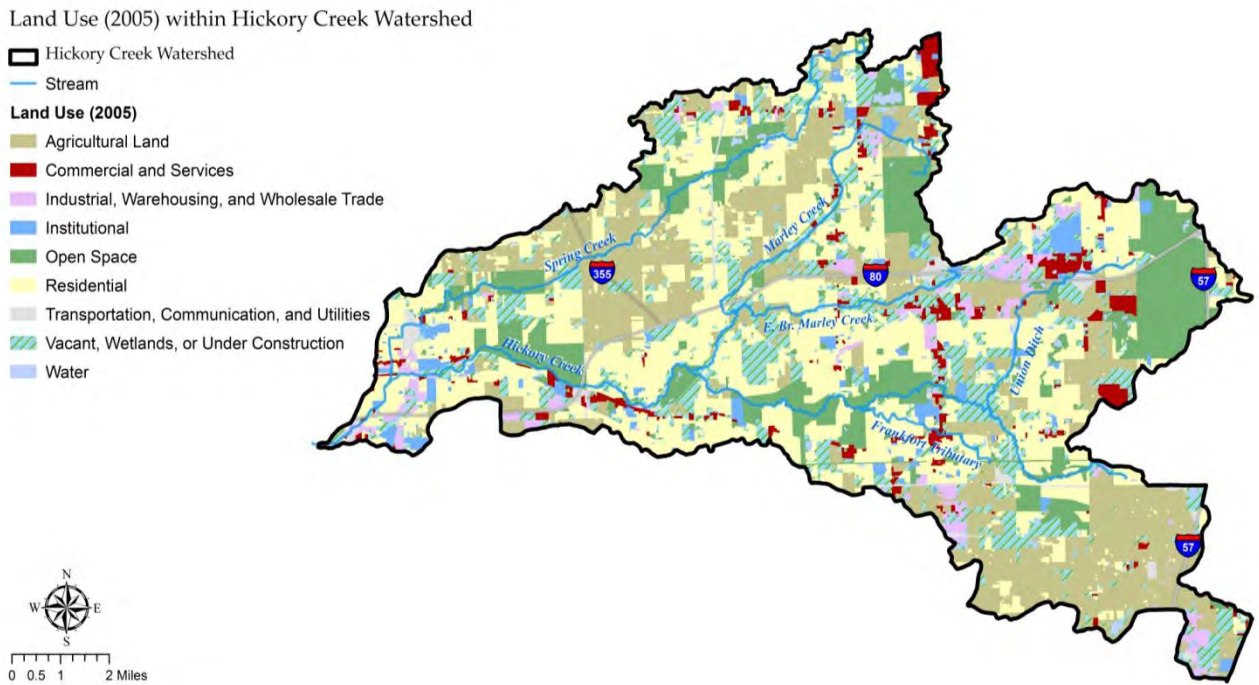 Land Use (2005) within Hickory Creek Watershed
Hickory Creek Watershed
Stream
Land Use (2005)
Agricultural Land
Commercial and Services
Industrial, Warehousing, and Wholesale Trade
Institutional
Open Space
Residential
Transportation, Communication, and Utilities
Vacant, Wetlands, or Under Construction
Water
Spring Creek
Marley Creek
355
80
57
E. Br. Marley Creek
Hickory Creek
Union Ditch
Frankfort Tributary
57
N
W E
S
0 0.5 1 2 Miles